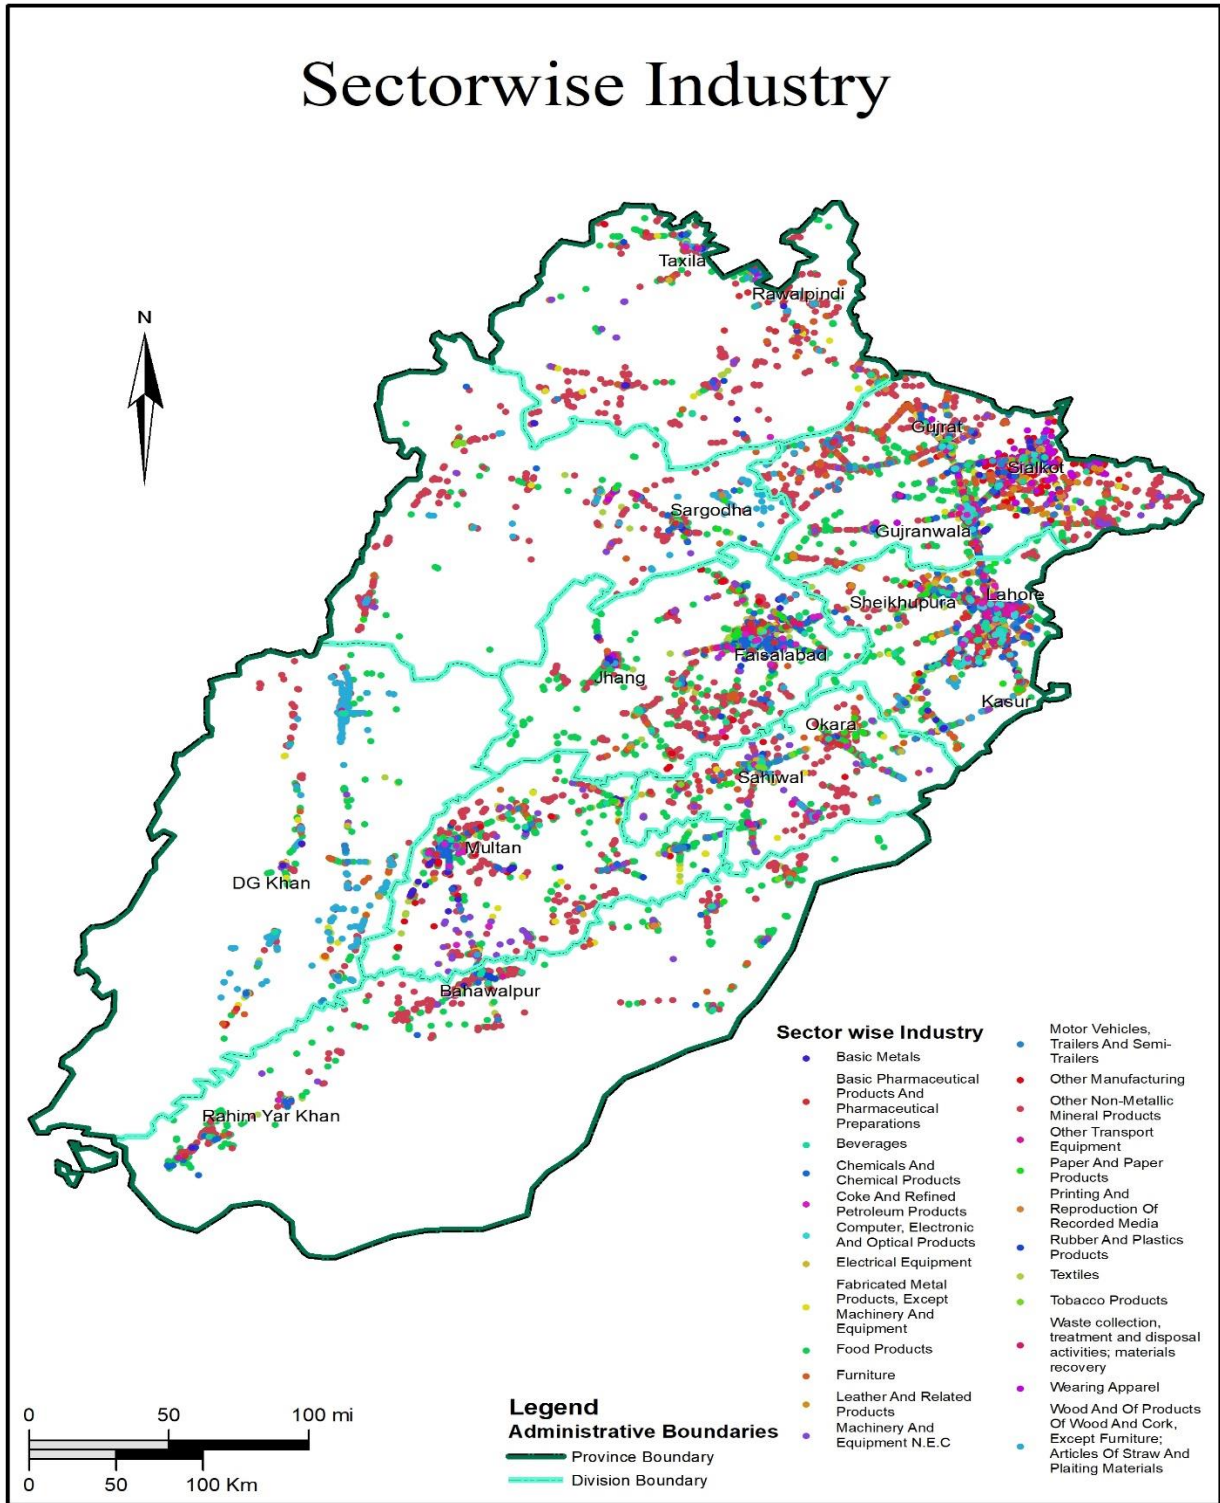 Sectorwise Industry
N
Taxila
Rawalpindi
Gujrat
Sialkot
Sargodha
Gujranwala
Lahore
Sheikhupura
Faisalabad
Jhang
Kasur
Okara
Sahiwal
Multan
DG Khan
Bahawalpur
Rahim Yar Khan
Sector wise Industry
Basic Metals
Basic Pharmaceutical
Products And
Pharmaceutical
Preparations
Beverages
Chemicals And
Chemical Products
Coke And Refined
Petroleum Products
Computer, Electronic
And Optical Products
Electrical Equipment
Fabricated Metal
Products, Except
Machinery And
Equipment
Food Products
Furniture
Leather And Related
Products
Machinery And
Equipment N.E.C
Motor Vehicles,
Trailers And Semi-
Trailers
Other Manufacturing
Other Non-Metallic
Mineral Products
Other Transport
Equipment
Paper And Paper
Products
Printing And
Reproduction Of
Recorded Media
Rubber And Plastics
Products
Textiles
Tobacco Products
Waste collection,
treatment and disposal
activities; materials
recovery
Wearing Apparel
Wood And Of Products
Of Wood And Cork,
Except Furniture;
Articles Of Straw And
Plaiting Materials
Legend
Administrative Boundaries
Province Boundary
Division Boundary
0 50 100 mi
0 50 100 Km